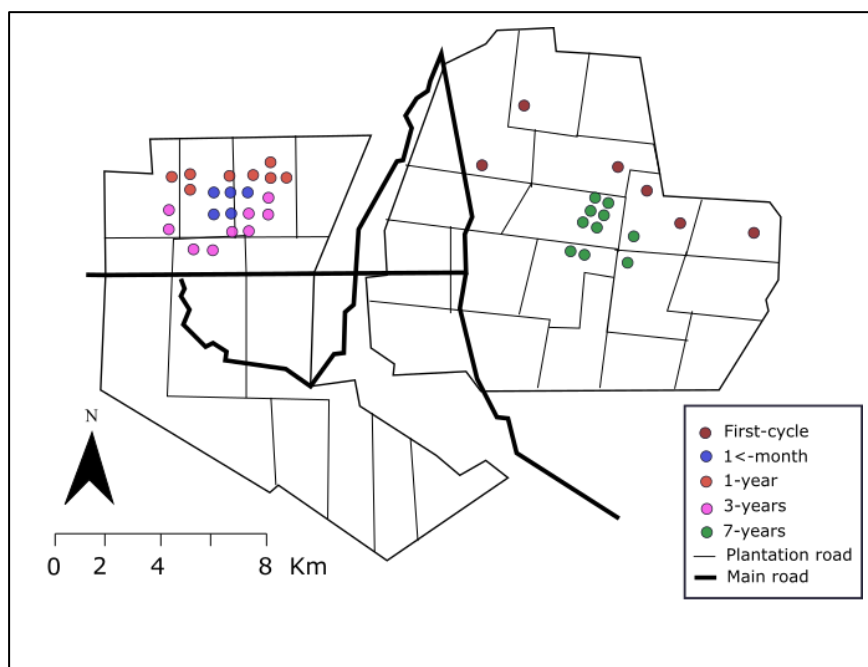 N
0 2 4 8 Km
First-cycle
1<-month
1-year
3-years
7-years
Plantation road
Main road